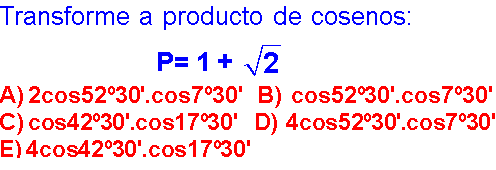 Transforme a producto de cosenos:
P= 1 + √2
A) 2cos52º30'.cos7º30' B) cos52º30'.cos7º30'
C) cos42º30'.cos17º30' D) 4cos52º30'.cos7º30'
E) 4cos42º30'.cos17º30'